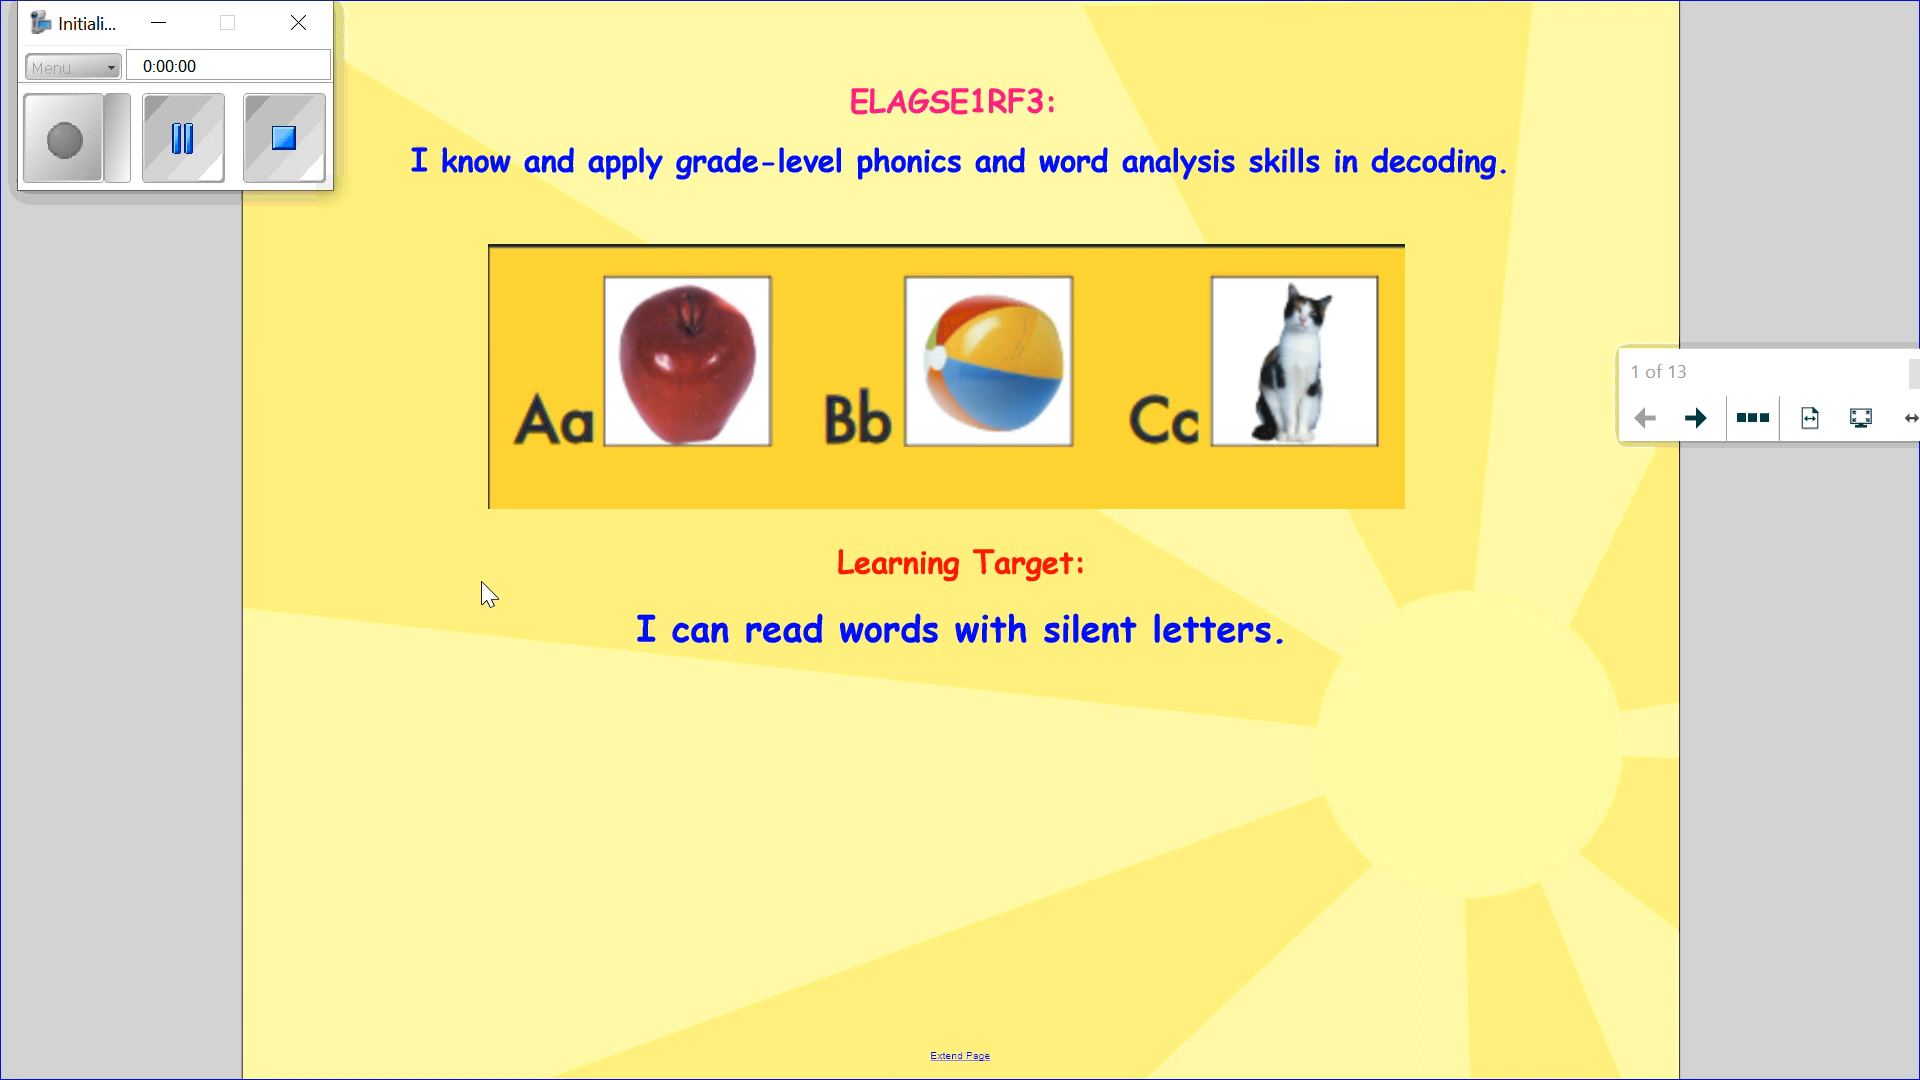 Initiali...
Menu
0:00:00
ELAGSE1RF3:
I know and apply grade-level phonics and word analysis skills in decoding.
Aa Bb Cc
1 of 13
Learning Target:
I can read words with silent letters.
Extend Page